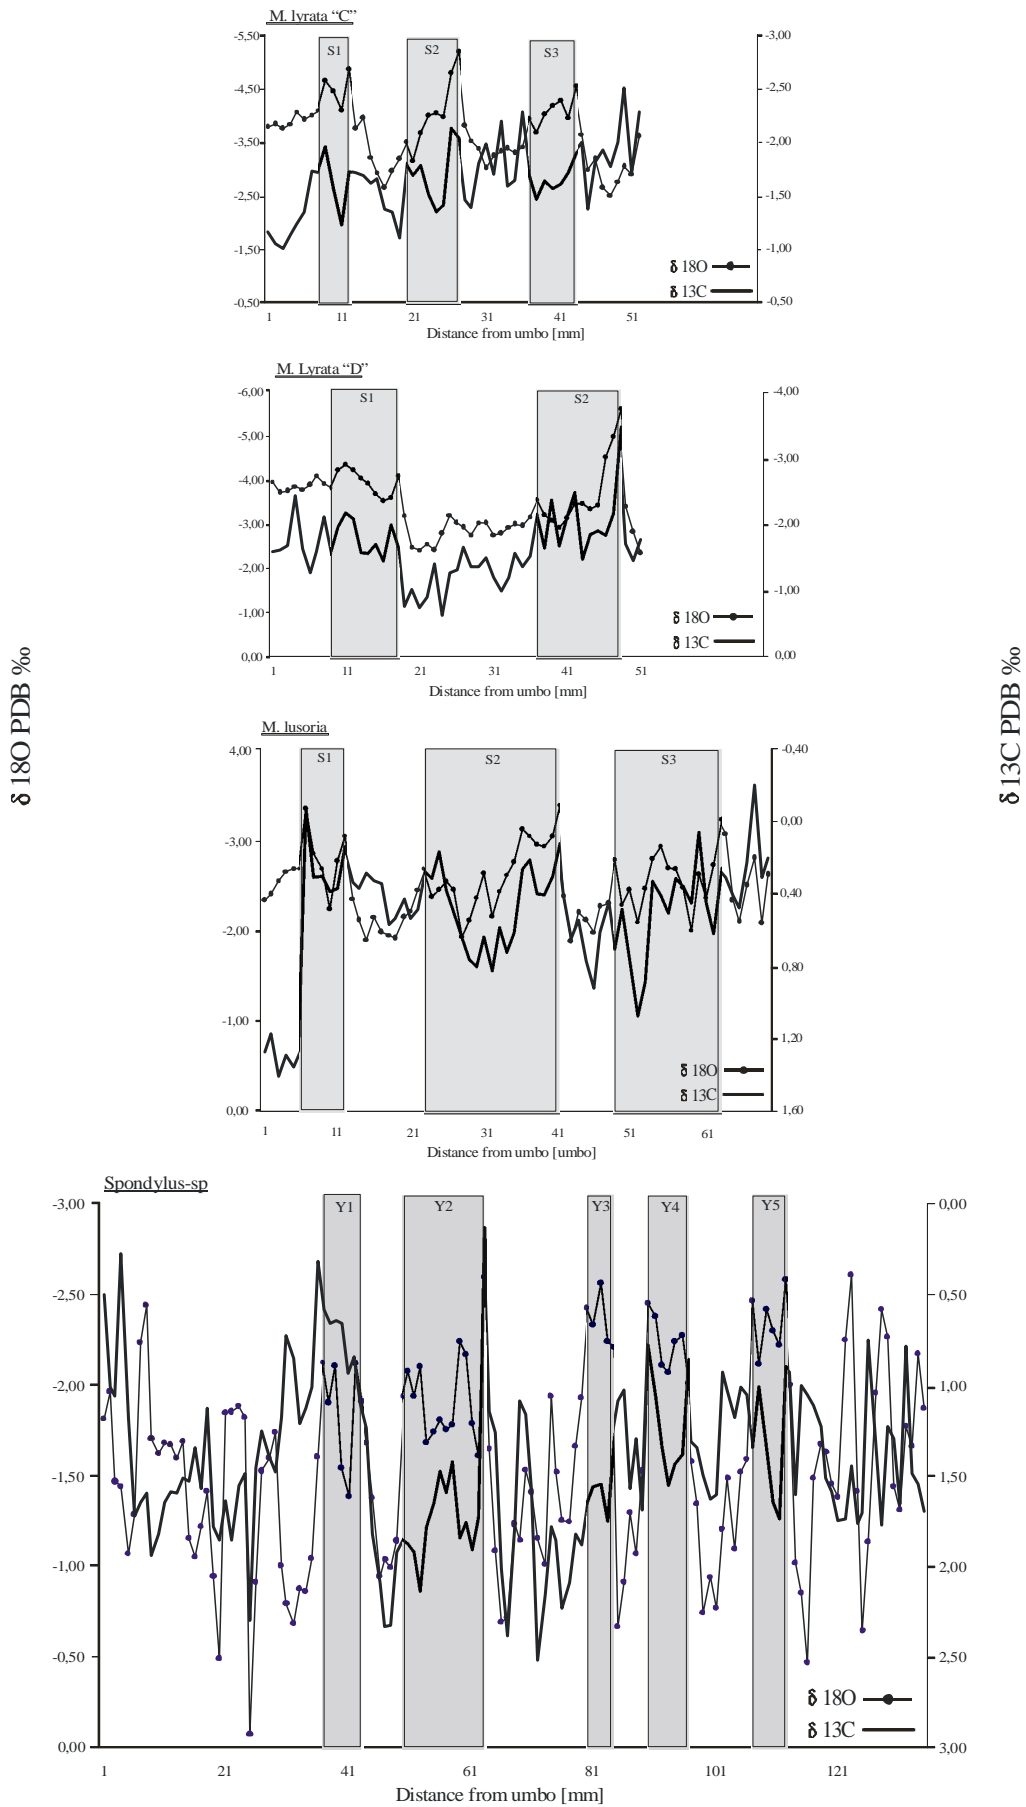 M. lyrata “C”
-5,50
-4,50
-3,50
-2,50
-1,50
-0,50
-3,00
-2,50
-2,00
-1,50
-1,00
-0,50
S1
S2
S3
δ 18O
δ 13C
1 11 21 31 41 51
Distance from umbo [mm]
M. Lyrata “D”
-6,00
-5,00
-4,00
-3,00
-2,00
-1,00
0,00
-4,00
-3,00
-2,00
-1,00
0,00
S1
S2
δ 18O
δ 13C
1 11 21 31 41 51
Distance from umbo [mm]
δ 18O PDB ‰
δ 13C PDB ‰
M. lusoria
4,00
-3,00
-2,00
-1,00
0,00
-0,40
0,00
0,40
0,80
1,20
1,60
S1
S2
S3
δ 18O
δ 13C
1 11 21 31 41 51 61
Distance from umbo [umbo]
Spondylus-sp
-3,00
-2,50
-2,00
-1,50
-1,00
-0,50
0,00
0,00
0,50
1,00
1,50
2,00
2,50
3,00
Y1
Y2
Y3
Y4
Y5
δ 18O
δ 13C
1 21 41 61 81 101 121
Distance from umbo [mm]